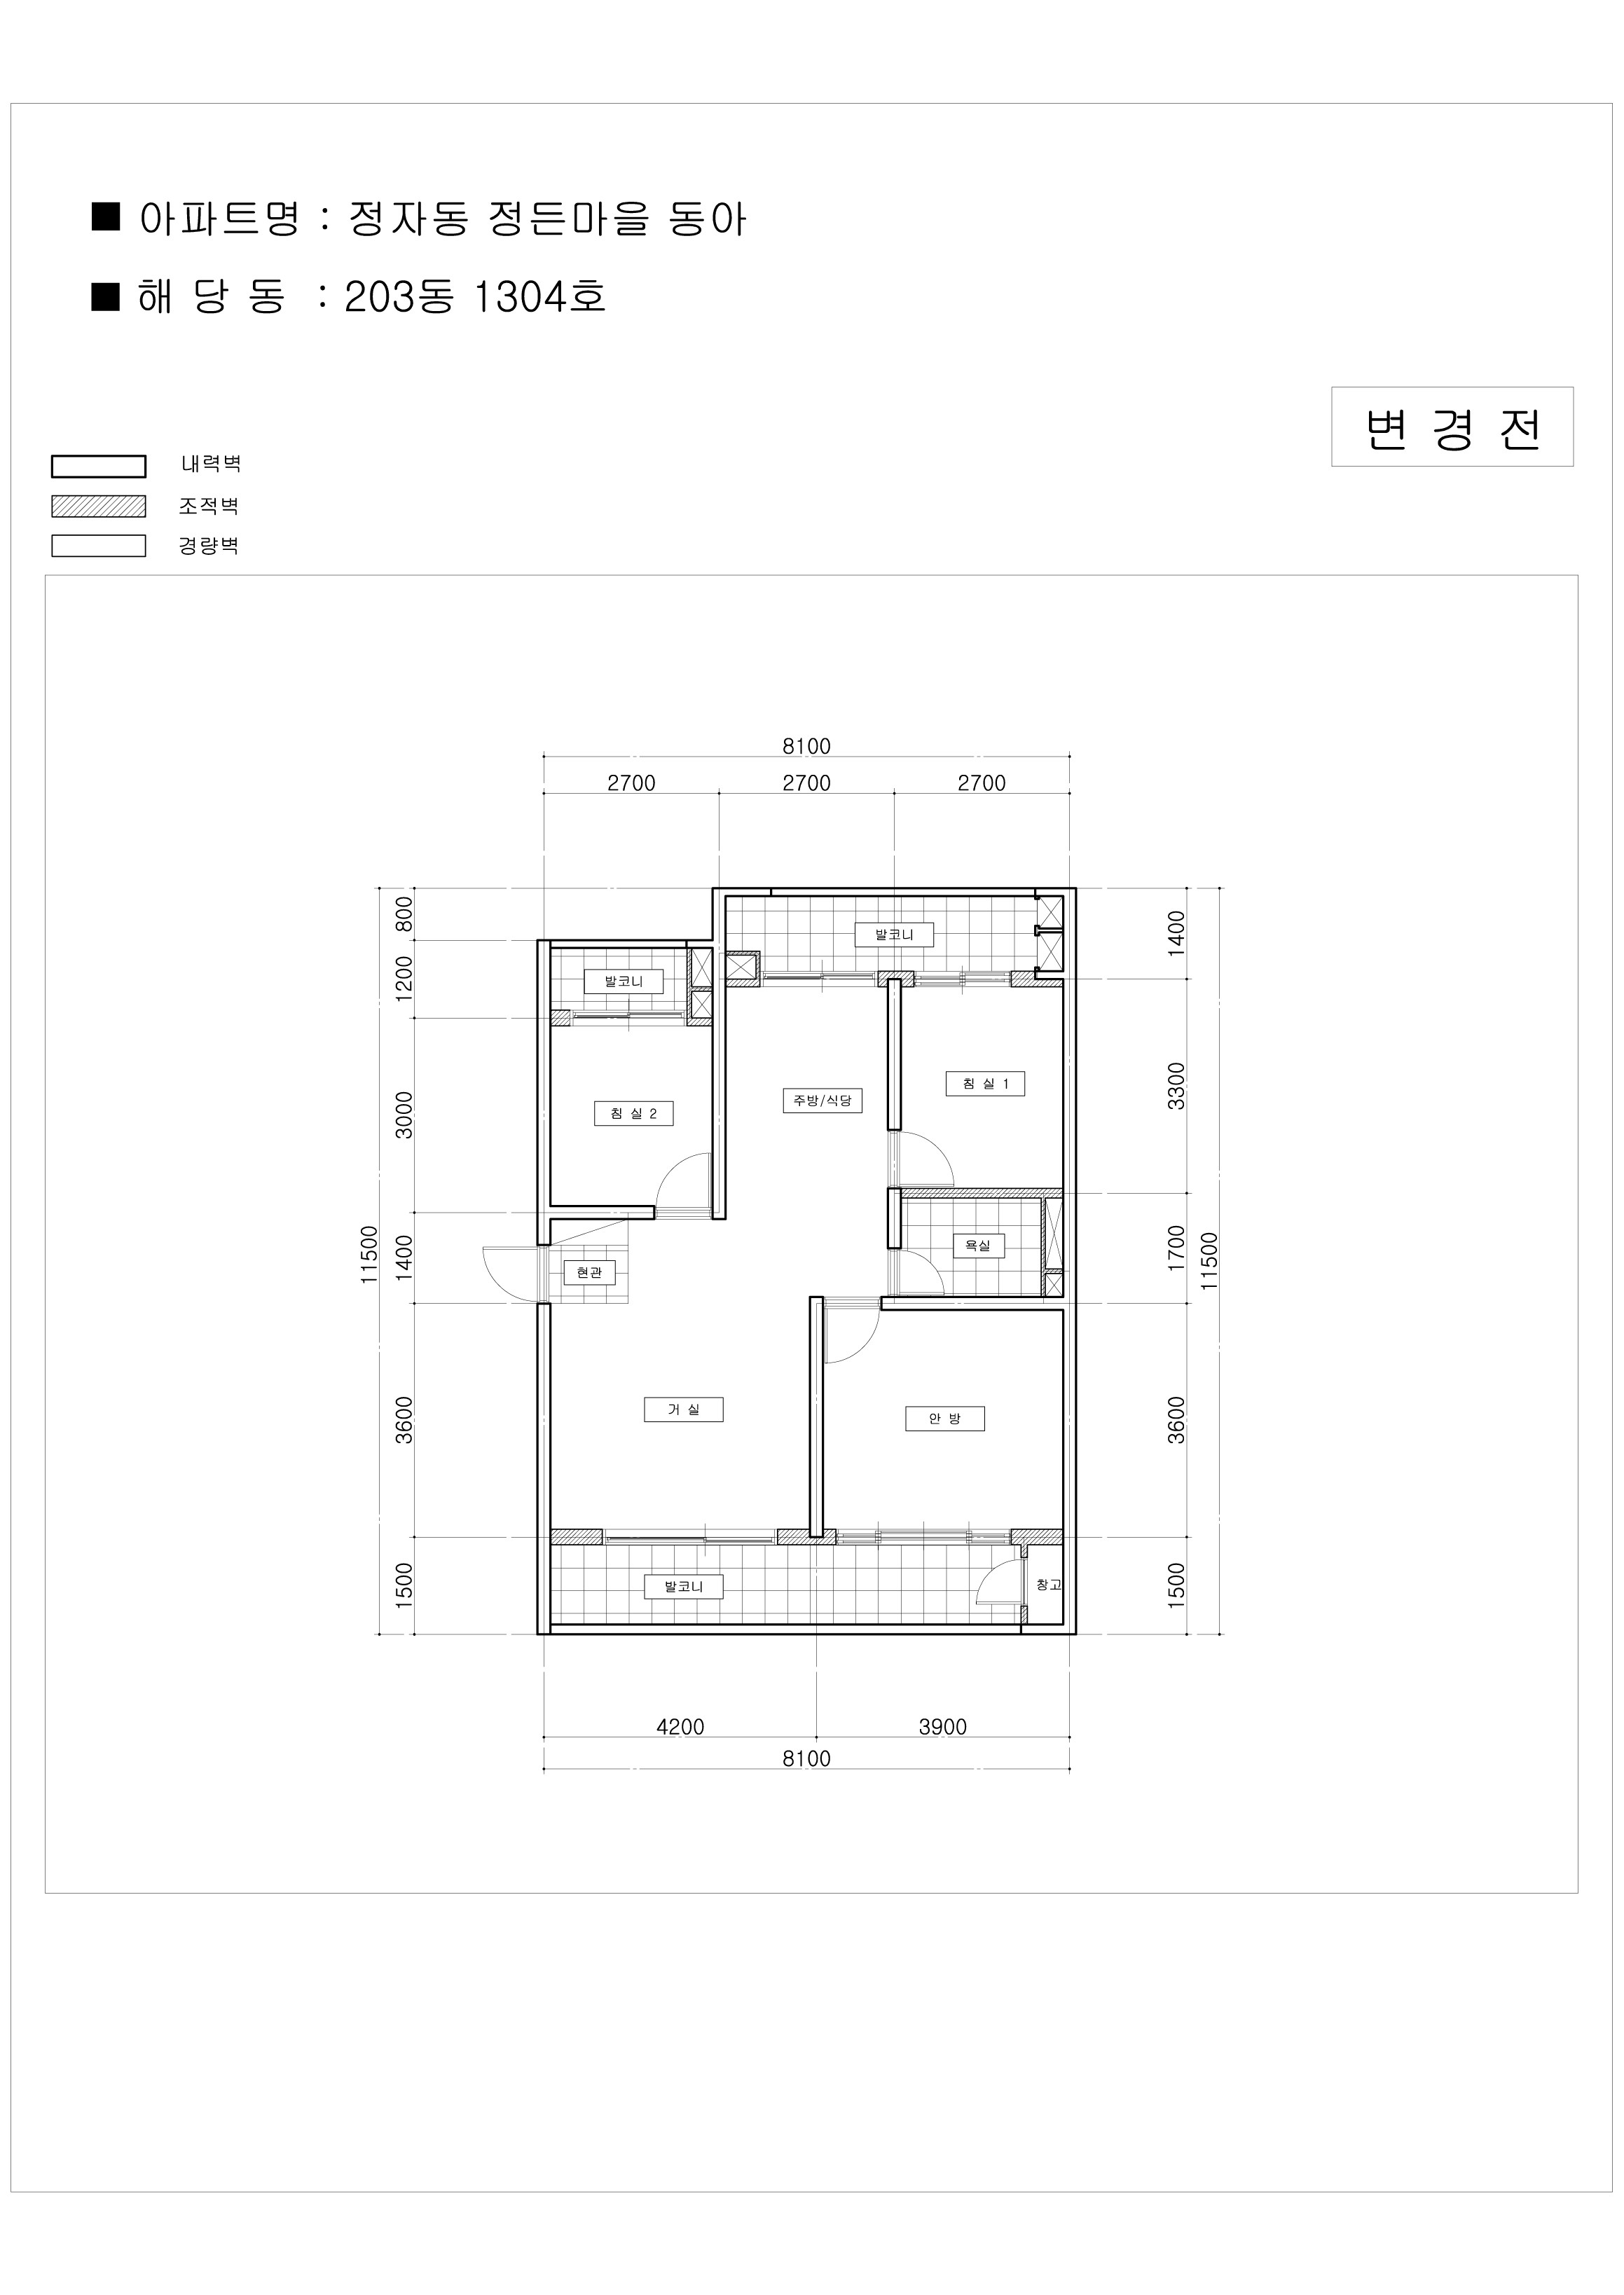 ■ 아파트명 : 정자동 정든마을 동아
■ 해 당 동 : 203동 1304호
변 경 전
내력벽
조적벽
경량벽
8100
2700 2700 2700
800
1200
3000
1400
3600
1500
11500
1400
3300
1700
3600
1500
11500
발코니
발코니
침 실 1
주방/식당
침 실 2
욕실
현관
거 실
안 방
창고
발코니
4200 3900
8100